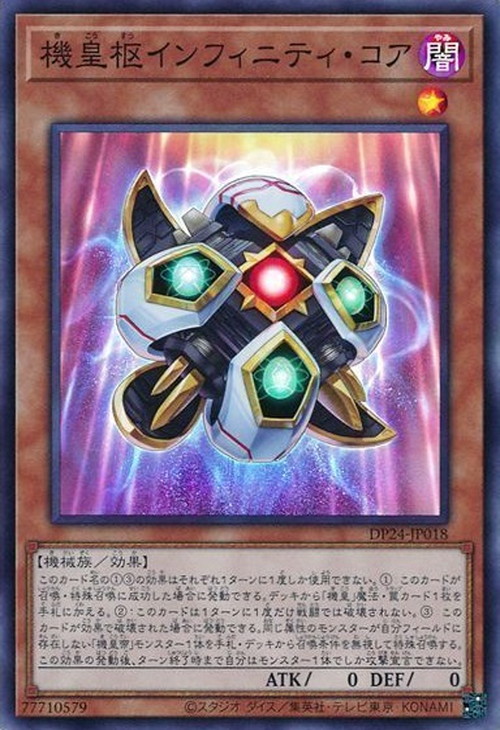 機皇枢インフィニティ・コア
闇
DP24-JP018
【機械族／効果】
このカード名の①③の効果はそれぞれ1ターンに1度しか使用できない。①：このカードが
召喚・特殊召喚に成功した場合に発動できる。デッキから「機皇」魔法・罠カード1枚を
手札に加える。②：このカードは1ターンに1度だけ戦闘では破壊されない。③：この
カードが効果で破壊された場合に発動できる。同じ属性のモンスターが自分フィールドに
存在しない「機皇帝」モンスター1体を手札・デッキから召喚条件を無視して特殊召喚する。
この効果の発動後、ターン終了時まで自分はモンスター1体でしか攻撃宣言できない。
ATK/ 0 DEF/ 0
77710579 ©スタジオ・ダイス／集英社・テレビ東京・KONAMI